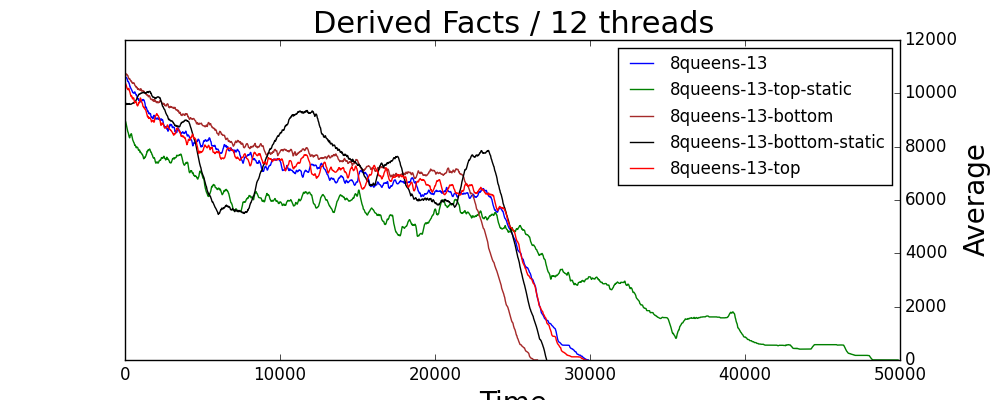 Derived Facts / 12 threads
8queens-13
8queens-13-top-static
8queens-13-bottom
8queens-13-bottom-static
8queens-13-top
12000
10000
8000
6000
4000
2000
0
Average
0 10000 20000 30000 40000 50000
Time